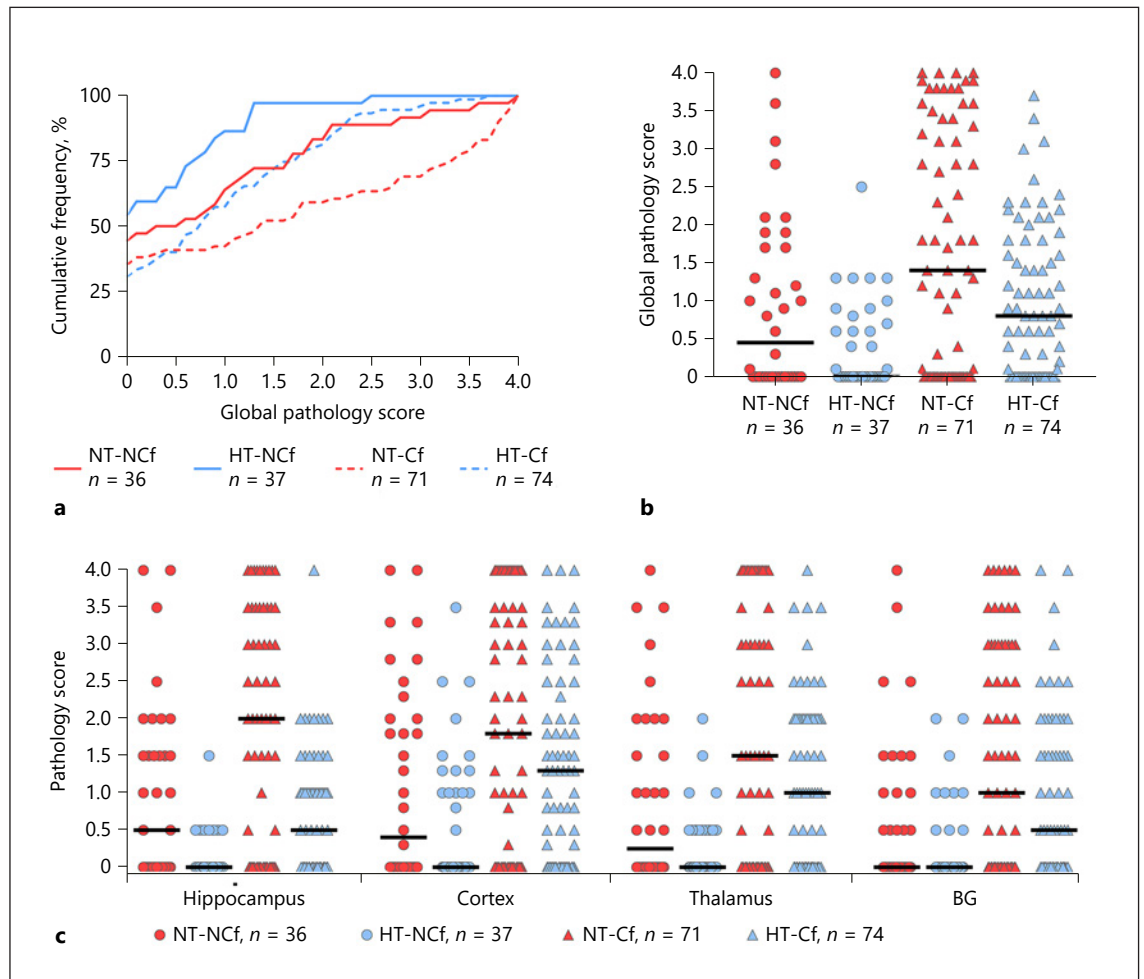 100
75
50
25
0
Cumulative frequency, %
0 0.5 1.0 1.5 2.0 2.5 3.0 3.5 4.0
Global pathology score
NT-NCf HT-NCf NT-Cf HT-Cf
n = 36 n = 37 n = 71 n = 74
a
4.0
3.5
3.0
2.5
2.0
1.5
1.0
0.5
0
Global pathology score
NT-NCf HT-NCf NT-Cf HT-Cf
n = 36 n = 37 n = 71 n = 74
b
4.0
3.5
3.0
2.5
2.0
1.5
1.0
0.5
0
Pathology score
Hippocampus Cortex Thalamus BG
c NT-NCf, n = 36 HT-NCf, n = 37 NT-Cf, n = 71 HT-Cf, n = 74